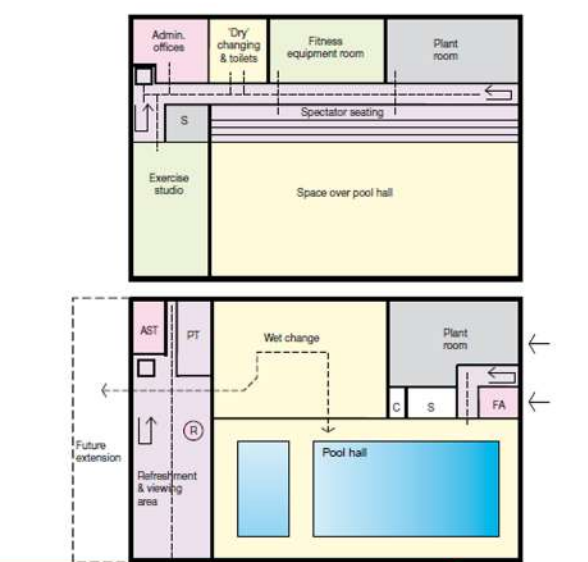 Admin.
offices
'Dry'
changing
& toilets
Fitness
equipment room
Plant
room
Spectator seating
S
Exercise
studio
Space over pool hall
AST
PT
Wet change
Plant
room
C
S
FA
R
Pool hall
Future
extension
Refreshment
& viewing
area